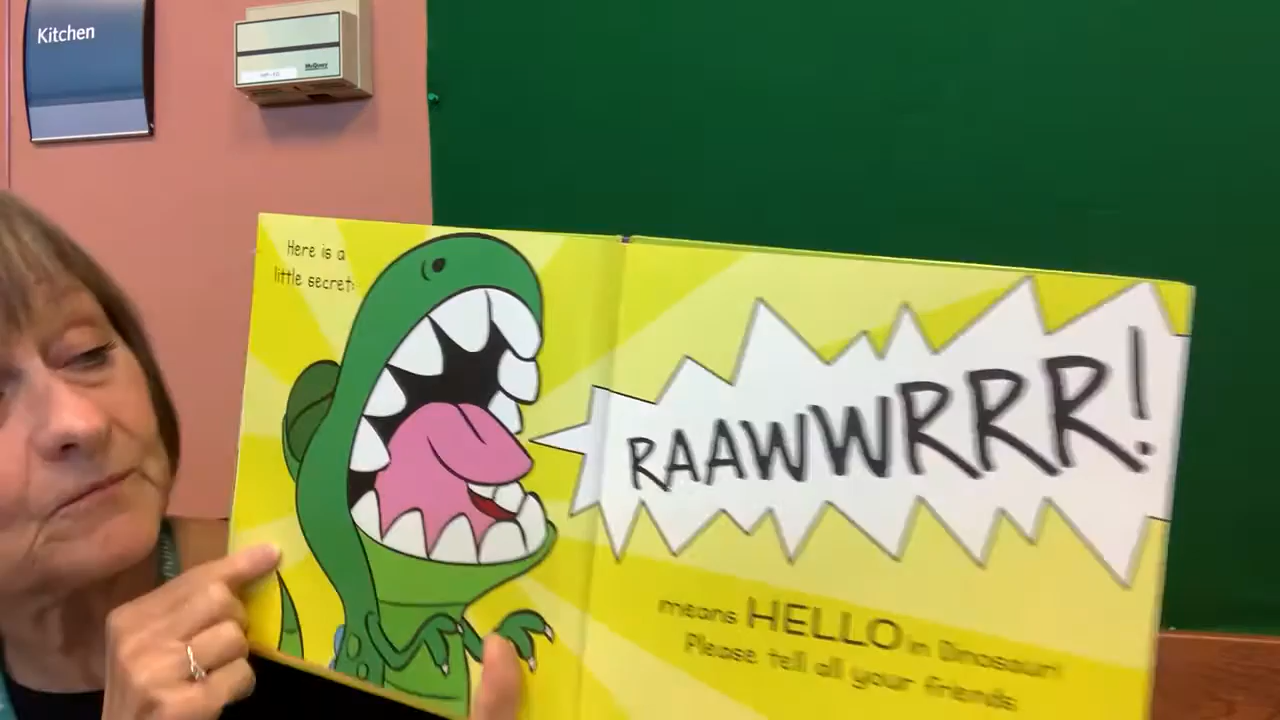 Kitchen
Here is a
little secret:
RAAWWRRR!
means HELLO in Dinosaur!
Please tell all your friends